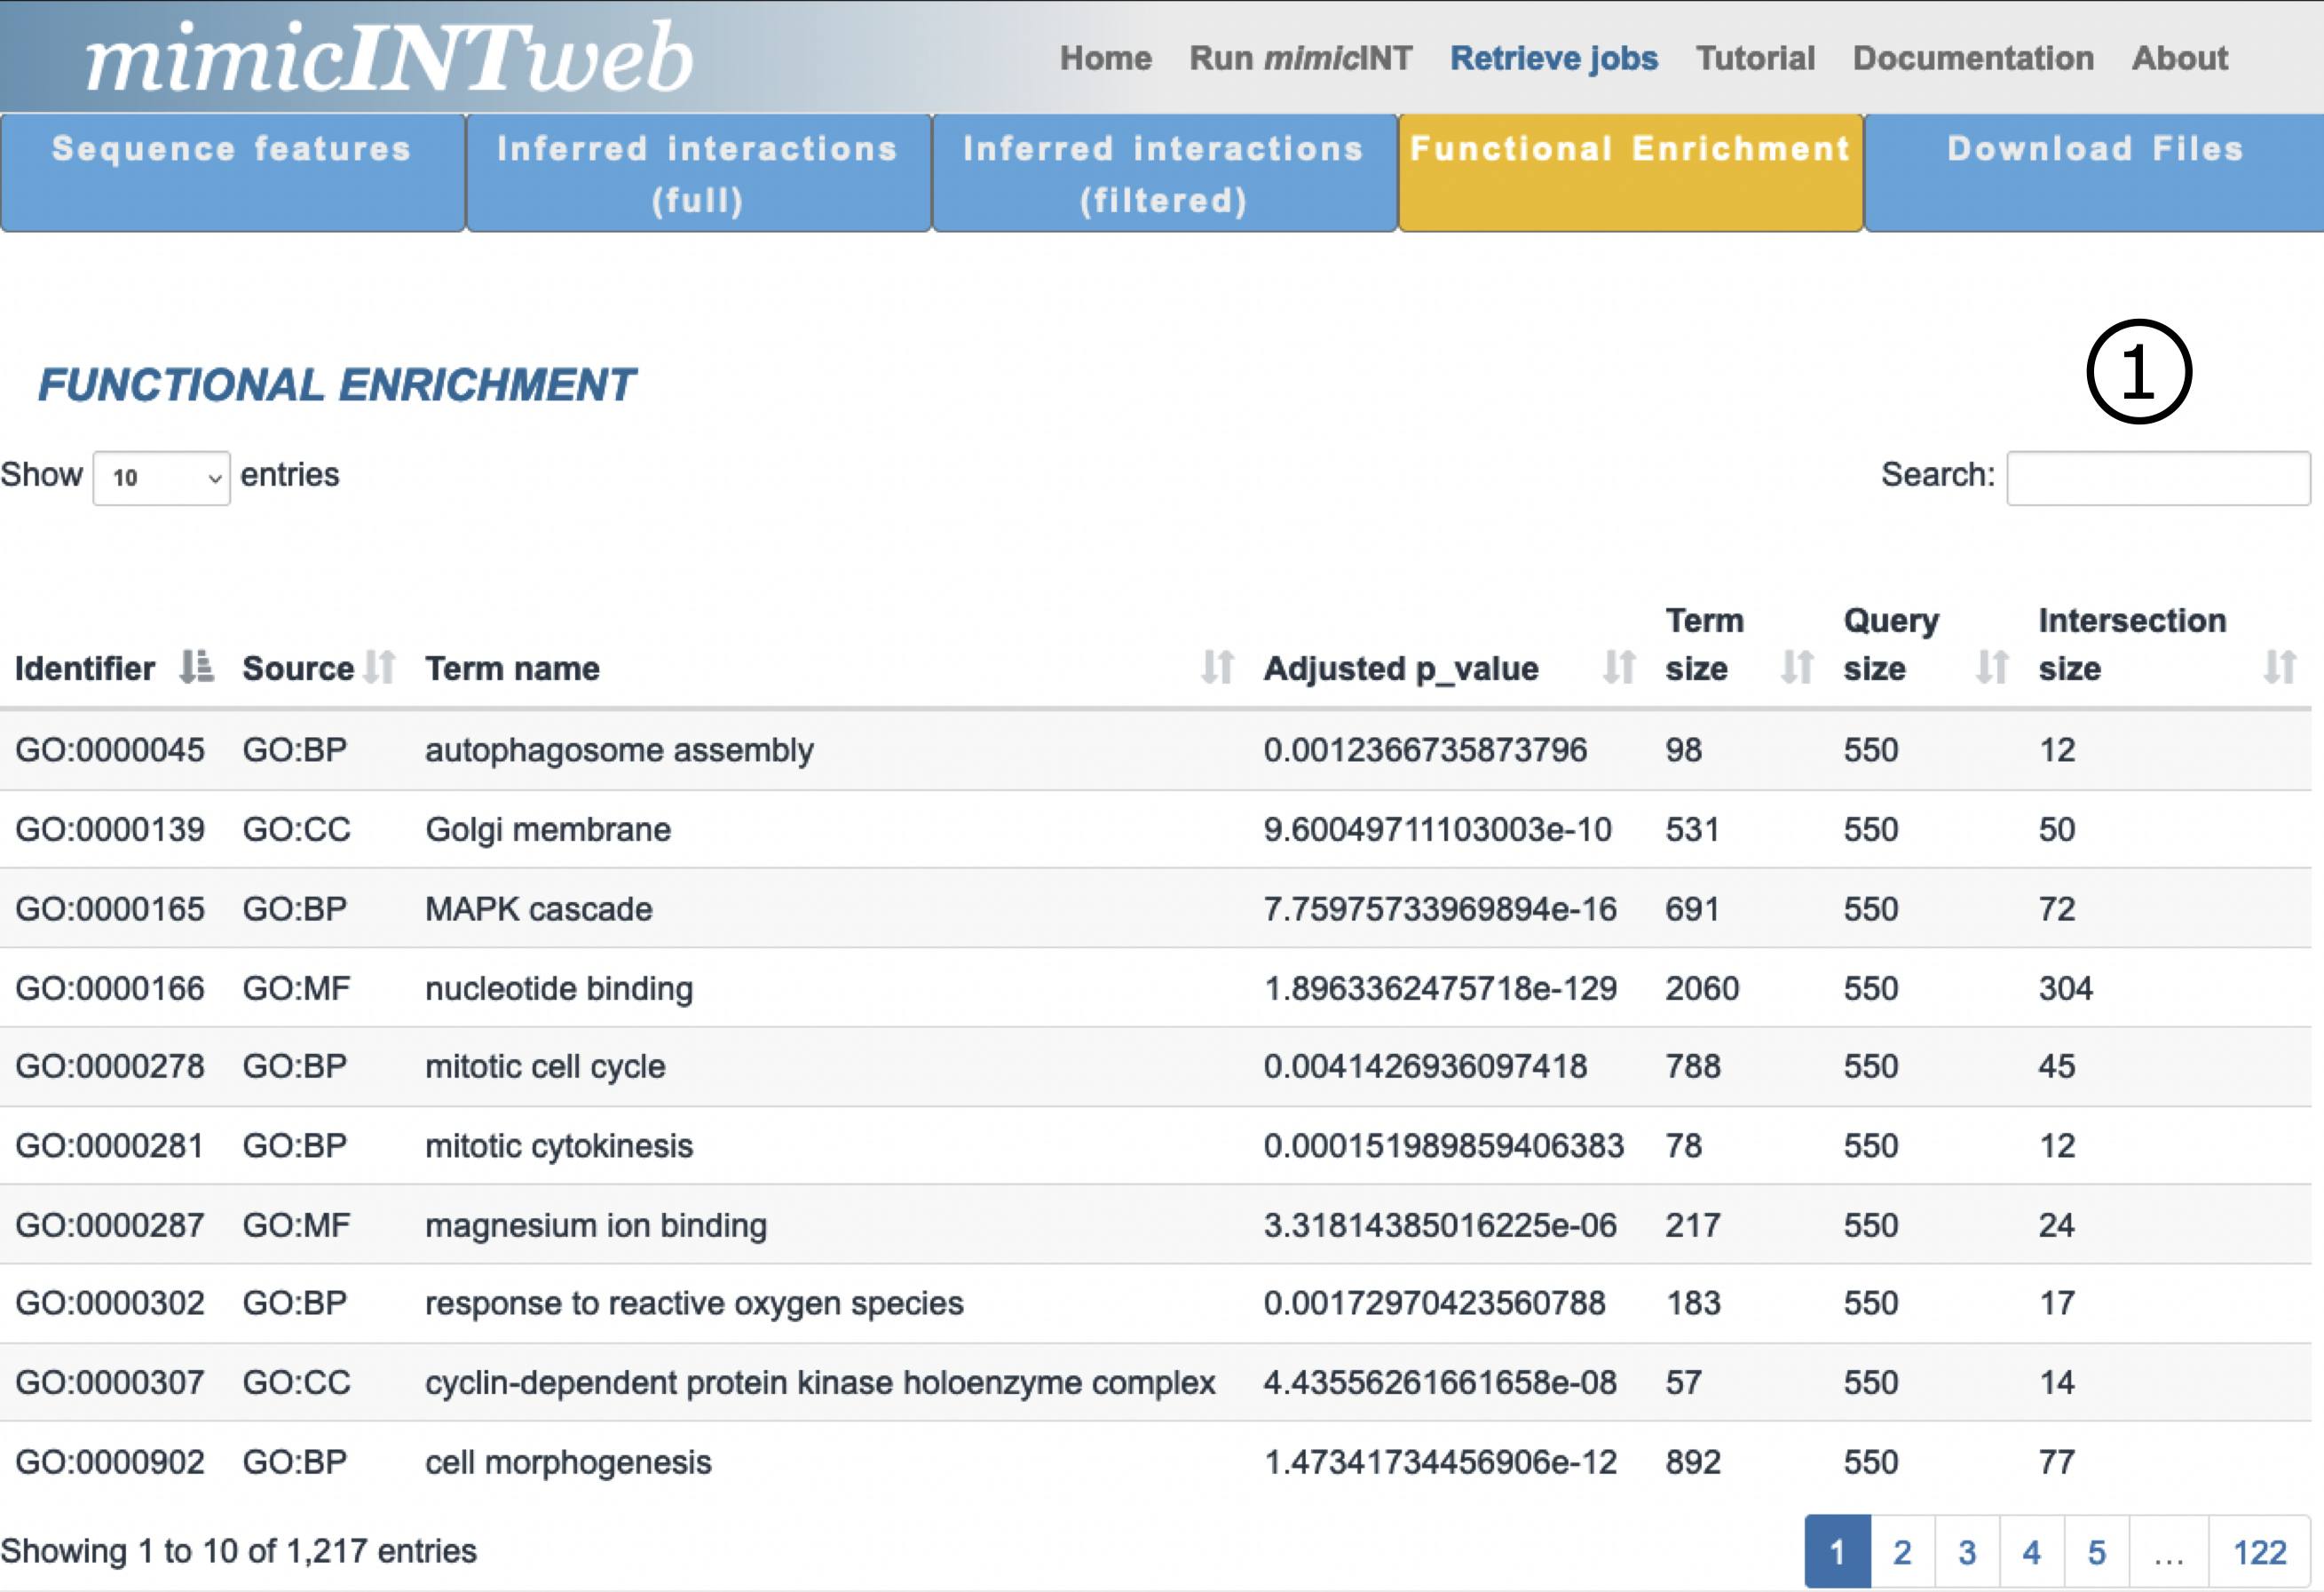 mimicINTweb
Home Run mimicINT Retrieve jobs Tutorial Documentation About
Sequence features Inferred interactions (full) Inferred interactions (filtered) Functional Enrichment Download Files
①
FUNCTIONAL ENRICHMENT
Show 10 entries Search:
Identifier Source Term name Adjusted p_value Term size Query size Intersection size
GO:0000045 GO:BP autophagosome assembly 0.0012366735873796 98 550 12
GO:0000139 GO:CC Golgi membrane 9.60049711103003e-10 531 550 50
GO:0000165 GO:BP MAPK cascade 7.75975733969894e-16 691 550 72
GO:0000166 GO:MF nucleotide binding 1.8963362475718e-129 2060 550 304
GO:0000278 GO:BP mitotic cell cycle 0.0041426936097418 788 550 45
GO:0000281 GO:BP mitotic cytokinesis 0.000151989859406383 78 550 12
GO:0000287 GO:MF magnesium ion binding 3.31814385016225e-06 217 550 24
GO:0000302 GO:BP response to reactive oxygen species 0.00172970423560788 183 550 17
GO:0000307 GO:CC cyclin-dependent protein kinase holoenzyme complex 4.43556261661658e-08 57 550 14
GO:0000902 GO:BP cell morphogenesis 1.47341734456906e-12 892 550 77
Showing 1 to 10 of 1,217 entries 1 2 3 4 5 ... 122